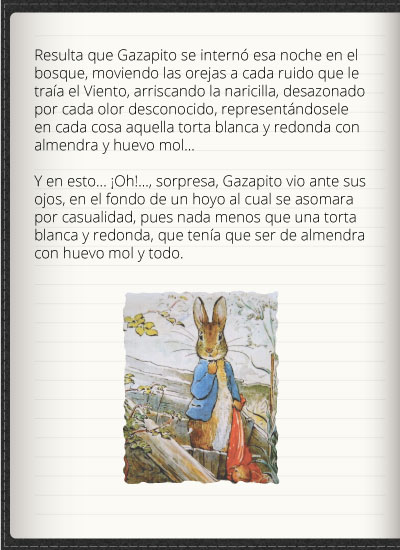 Resulta que Gazapito se internó esa noche en el
bosque, moviendo las orejas a cada ruido que le
traía el Viento, arriscando la naricilla, desazonado
por cada olor desconocido, representándosele
en cada cosa aquella torta blanca y redonda con
almendra y huevo mol...
Y en esto... ¡Oh!..., sorpresa, Gazapito vio ante sus
ojos, en el fondo de un hoyo al cual se asomara
por casualidad, pues nada menos que una torta
blanca y redonda, que tenía que ser de almendra
con huevo mol y todo.